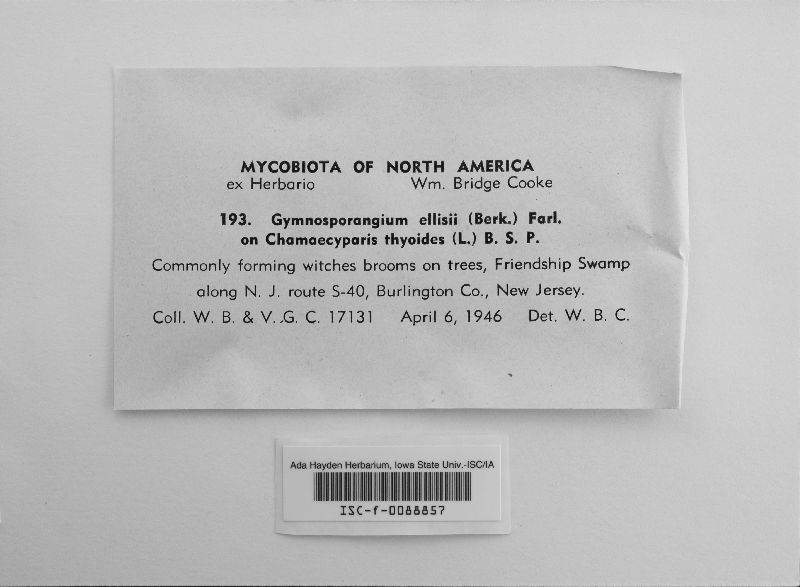 MYCOBIOTA OF NORTH AMERICA
ex Herbario Wm. Bridge Cooke
193. Gymnosporangium ellisii (Berk.) Farl.
on Chamaecyparis thyoides (L.) B. S. P.
Commonly forming witches brooms on trees, Friendship Swamp
along N. J. route S-40, Burlington Co., New Jersey.
Coll. W. B. & V. .G. C. 17131 April 6, 1946 Det. W. B. C.
Ada Hayden Herbarium, Iowa State Univ.-ISC/IA
ISC-f-0088857